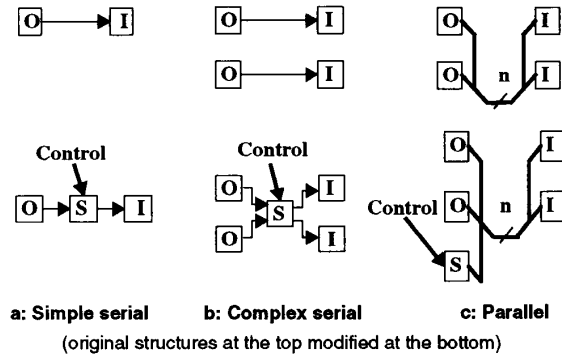 O I O I O I
O I O n I
Control Control O I
O S I O S I Control O n I
O I S
a: Simple serial b: Complex serial c: Parallel
(original structures at the top modified at the bottom)